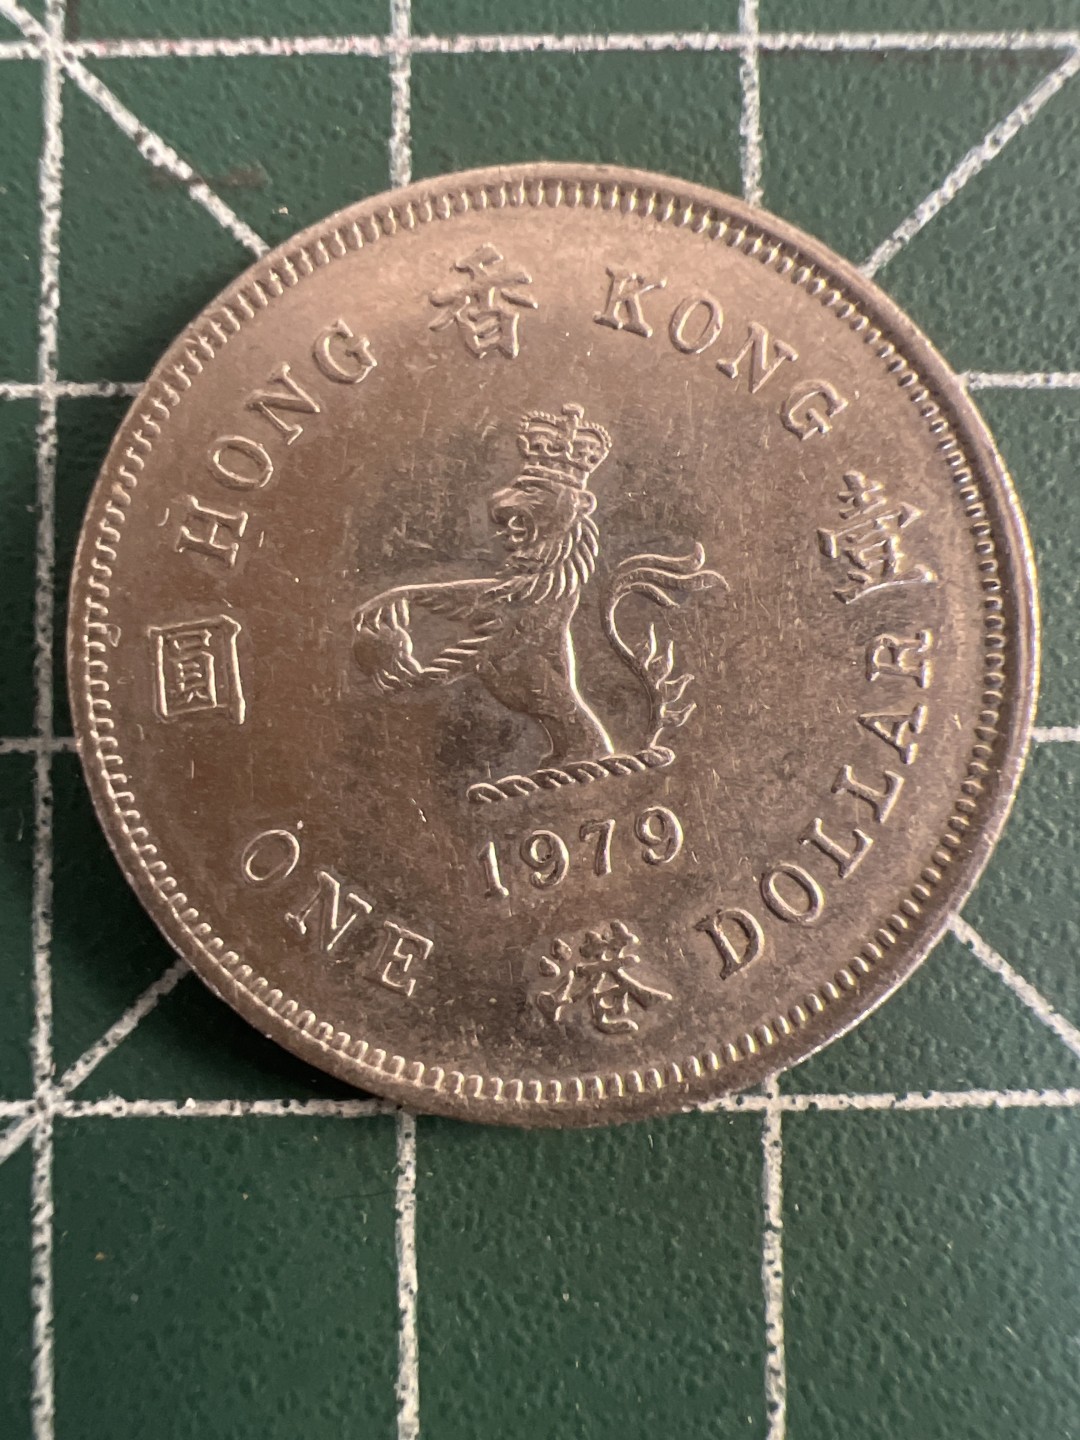 HONG KONG
香
港
壹
圓
ONE DOLLAR
1979